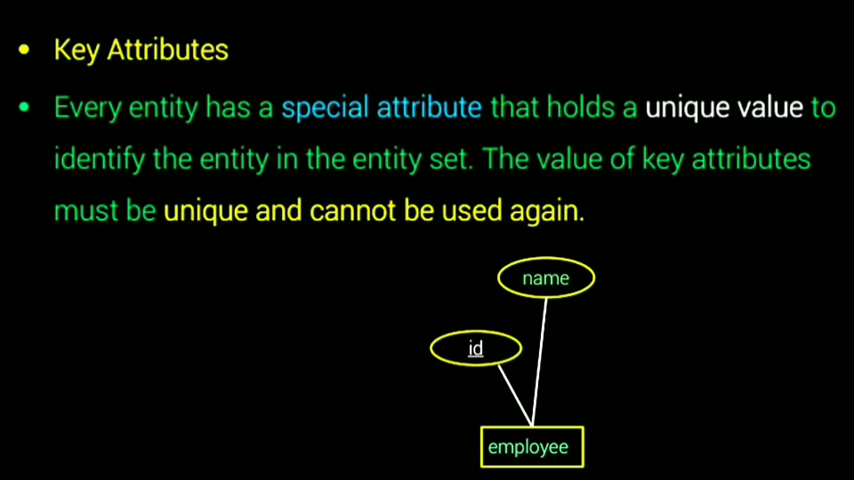 • Key Attributes
• Every entity has a special attribute that holds a unique value to
identify the entity in the entity set. The value of key attributes
must be unique and cannot be used again.
name
id
employee